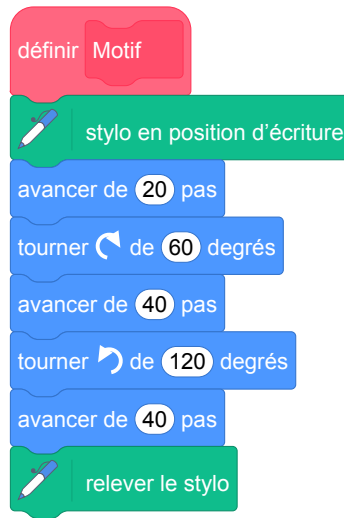 définir Motif
stylo en position d'écriture
avancer de 20 pas
tourner de 60 degrés
avancer de 40 pas
tourner de 120 degrés
avancer de 40 pas
relever le stylo